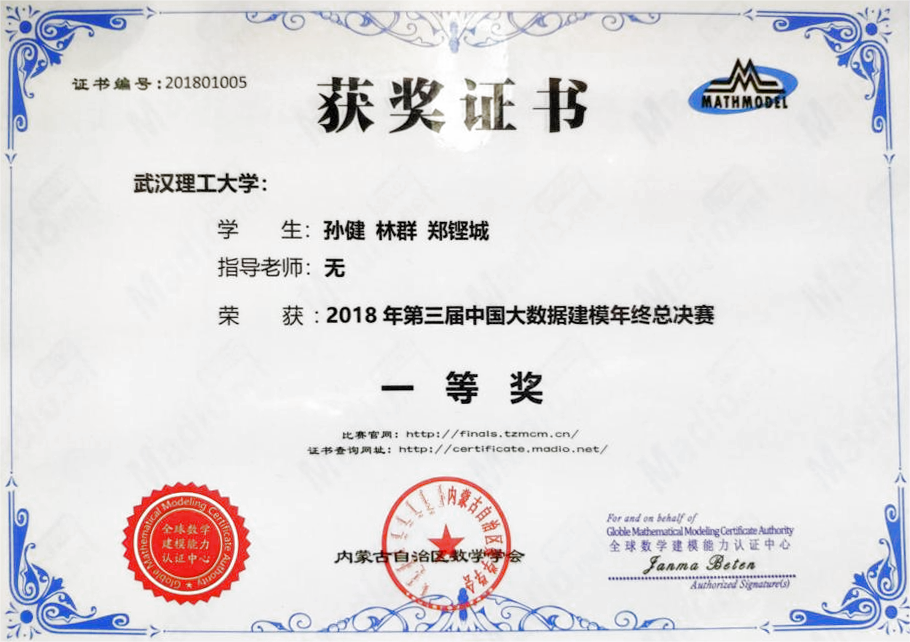 证书编号:201801005
获奖证书
MATHMODEL
武汉理工大学:
学 生: 孙健 林群 郑铿城
指导老师: 无
荣 获 : 2018 年第三届中国大数据建模年终总决赛
一 等 奖
比赛官网: http://finals.tzmcm.cn/
证书查询网址: http://certificate.madio.net/
Globle Mathematical Modeling Certificate Authority
全球数学
建模能力
认证中心
内蒙古自治区数学学会
内蒙古自治区数学学会
For and on behalf of
Globle Mathematical Modeling Certificate Authority
全球数学建模能力认证中心
Janma Beten
Authorized Signature(s)